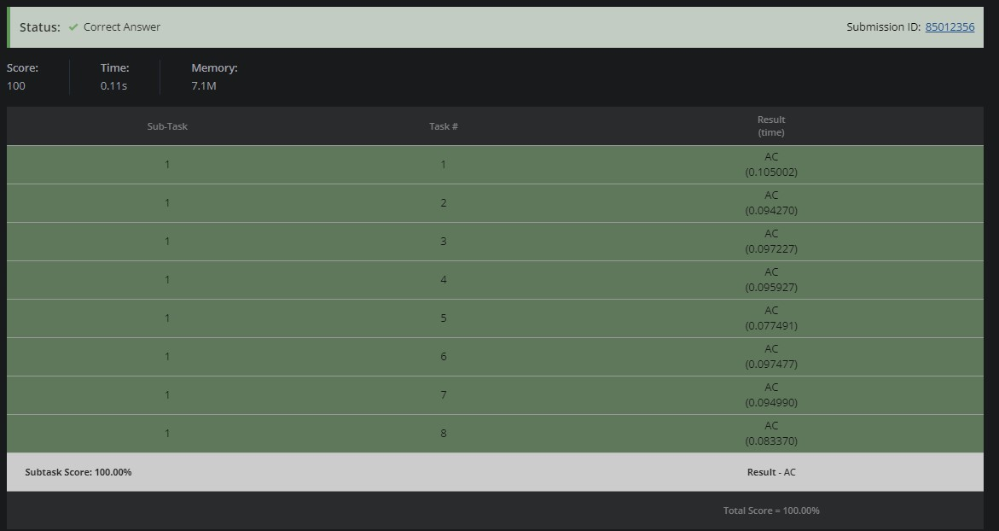 Status: ✓ Correct Answer Submission ID: 85012356
Score: Time: Memory:
100 0.11s 7.1M
Sub-Task Task # Result
(time)
1 1 AC
(0.105002)
1 2 AC
(0.094270)
1 3 AC
(0.097227)
1 4 AC
(0.095927)
1 5 AC
(0.077491)
1 6 AC
(0.097477)
1 7 AC
(0.094990)
1 8 AC
(0.083370)
Subtask Score: 100.00% Result - AC
Total Score = 100.00%